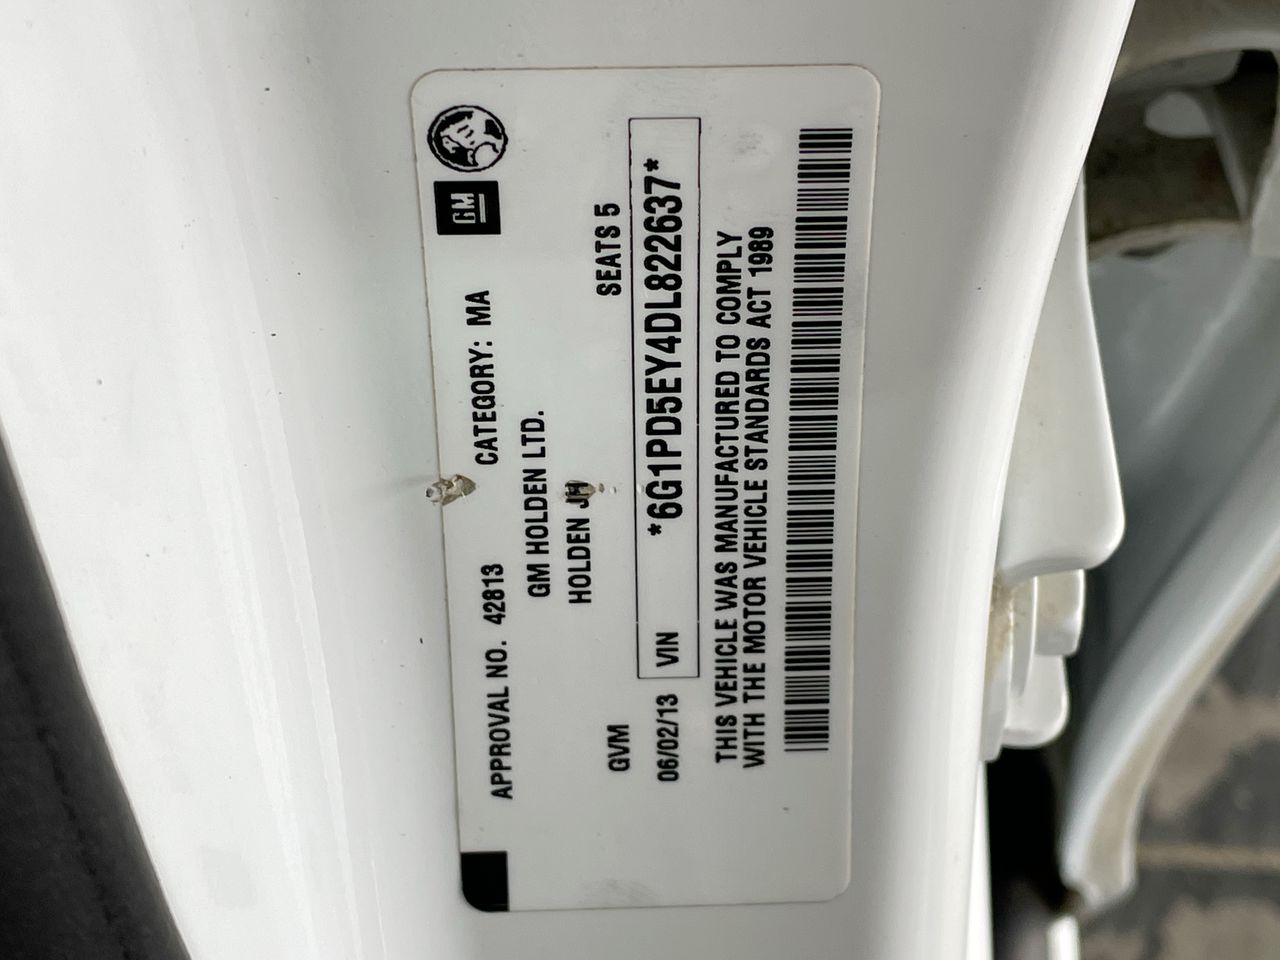 GM
APPROVAL NO. 42813 CATEGORY: MA
GM HOLDEN LTD.
HOLDEN JH
GVM SEATS 5
06/02/13 VIN *6G1PD5EY4DL822637*
THIS VEHICLE WAS MANUFACTURED TO COMPLY
WITH THE MOTOR VEHICLE STANDARDS ACT 1989